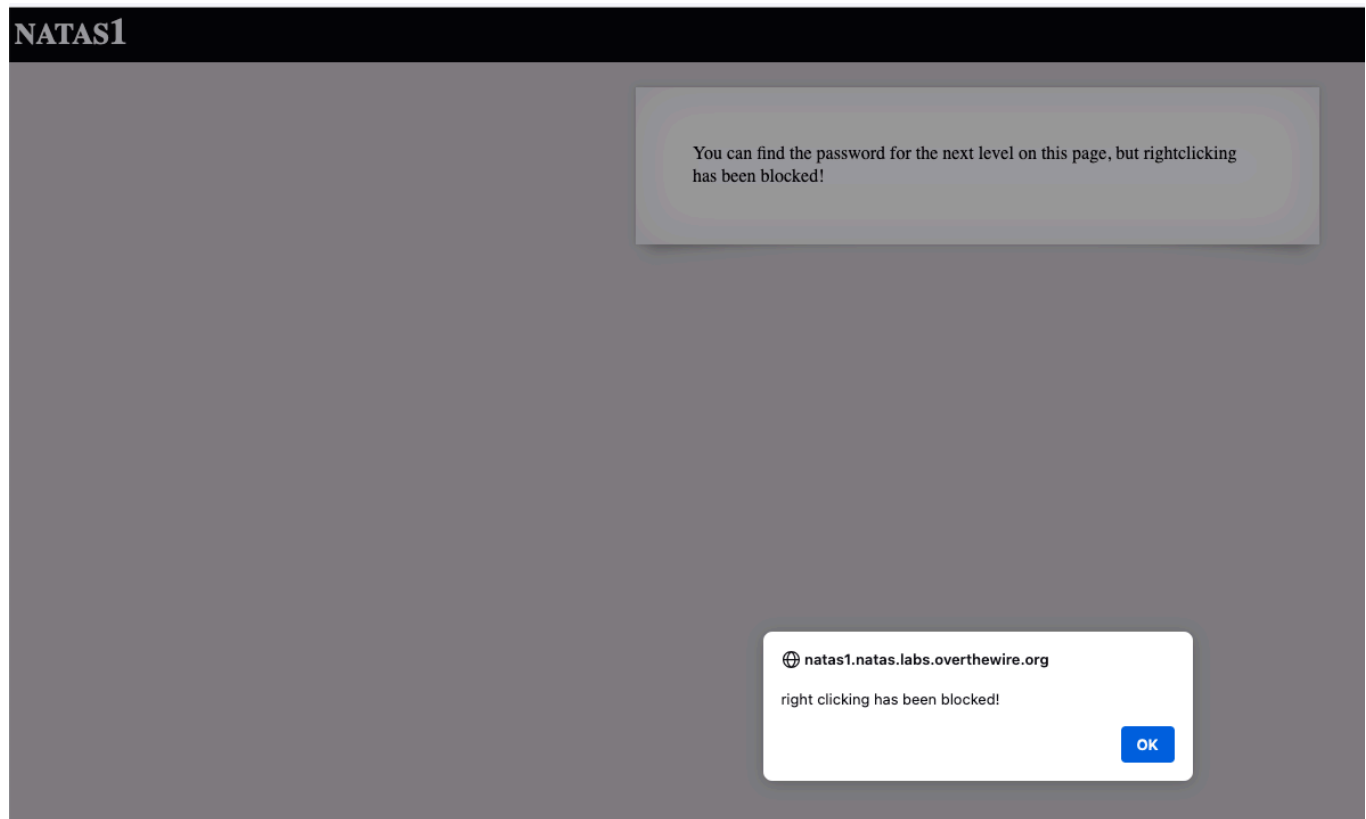 NATAS1
You can find the password for the next level on this page, but rightclicking
has been blocked!
natas1.natas.labs.overthewire.org
right clicking has been blocked!
OK